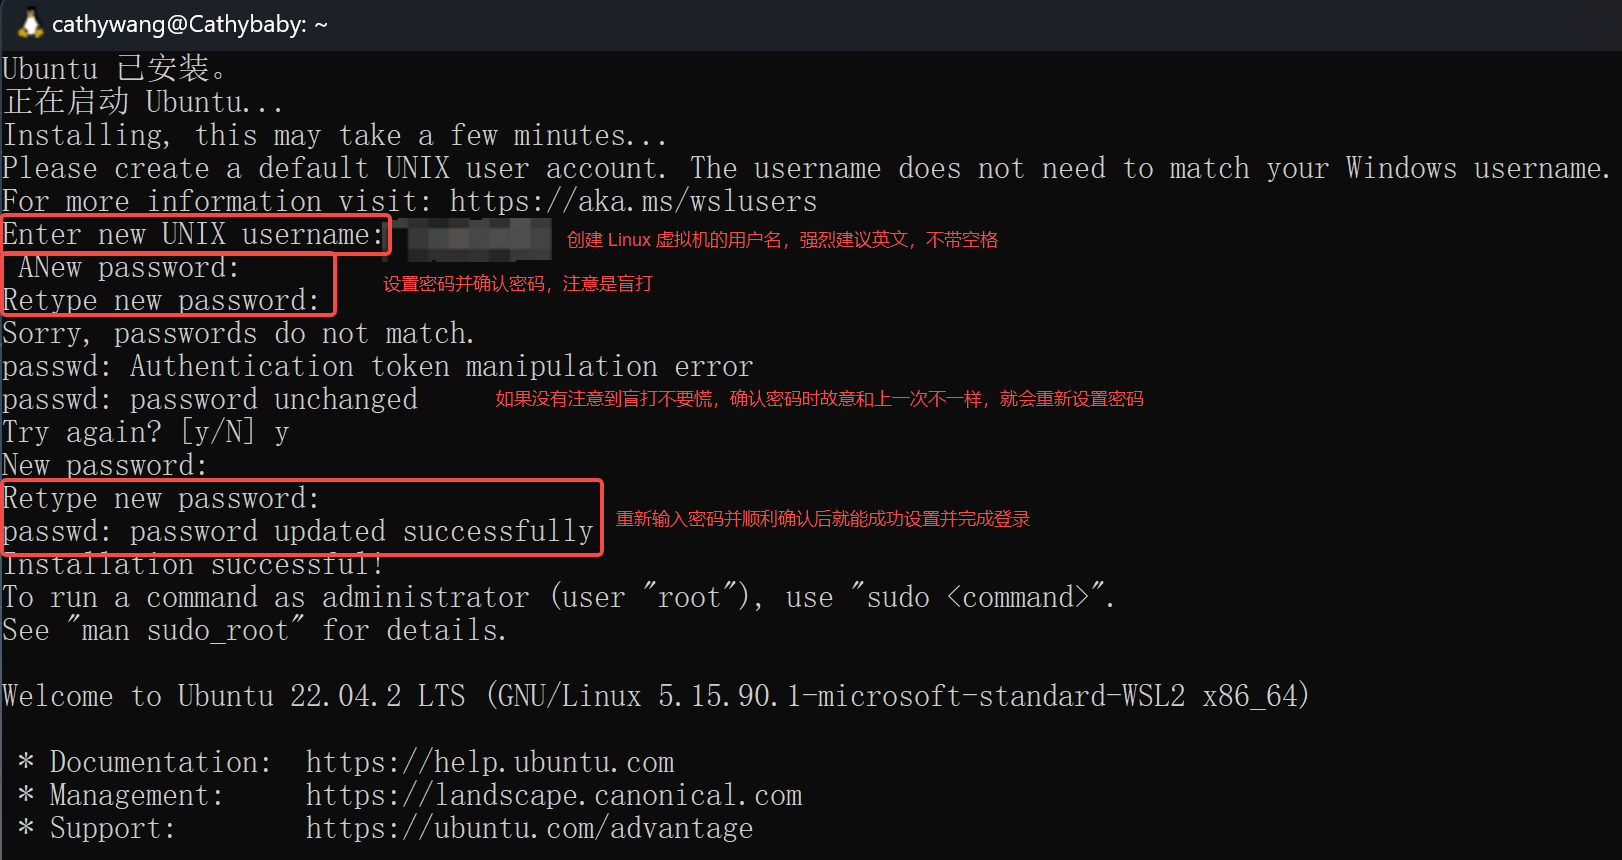 cathywang@Cathybaby: ~
Ubuntu 已安装。
正在启动 Ubuntu...
Installing, this may take a few minutes...
Please create a default UNIX user account. The username does not need to match your Windows username.
For more information visit: https://aka.ms/wslusers
Enter new UNIX username:
创建 Linux 虚拟机的用户名，强烈建议英文，不带空格
ANew password:
设置密码并确认密码，注意是盲打
Retype new password:
Sorry, passwords do not match.
passwd: Authentication token manipulation error
passwd: password unchanged
如果没有注意到盲打不要慌，确认密码时故意和上一次不一样，就会重新设置密码
Try again? [y/N] y
New password:
Retype new password:
重新输入密码并顺利确认后就能成功设置并完成登录
passwd: password updated successfully
Installation successful!
To run a command as administrator (user "root"), use "sudo <command>".
See "man sudo_root" for details.
Welcome to Ubuntu 22.04.2 LTS (GNU/Linux 5.15.90.1-microsoft-standard-WSL2 x86_64)
* Documentation: https://help.ubuntu.com
* Management: https://landscape.canonical.com
* Support: https://ubuntu.com/advantage